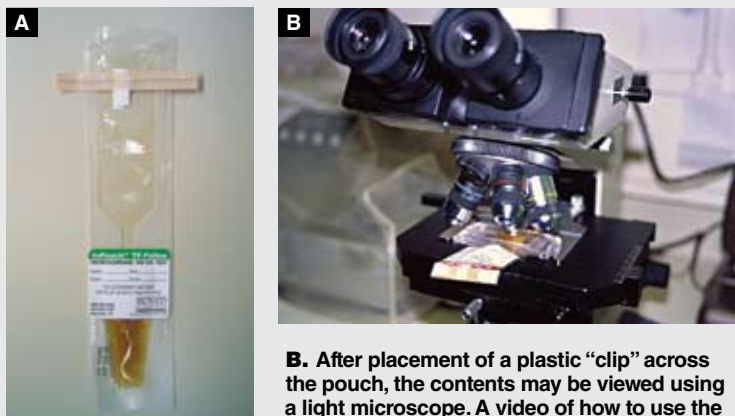 A
B
InPouch™ TF-Feline
B. After placement of a plastic “clip” across
the pouch, the contents may be viewed using
a light microscope. A video of how to use the